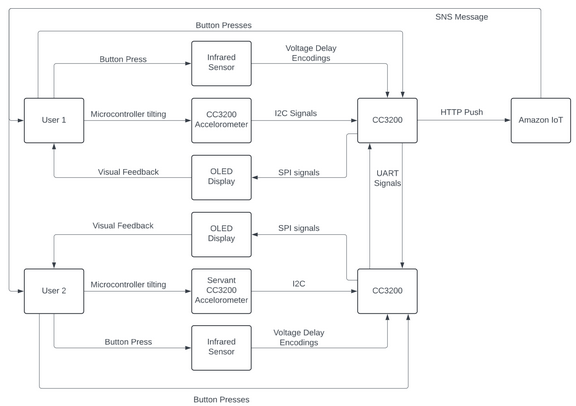 SNS Message
Button Presses
Button Press
Infrared
Sensor
Voltage Delay
Encodings
User 1
Microcontroller tilting
CC3200
Accelorometer
I2C Signals
CC3200
HTTP Push
Amazon IoT
Visual Feedback
OLED
Display
SPI signals
UART
Signals
Visual Feedback
OLED
Display
SPI signals
User 2
Microcontroller tilting
Servant
CC3200
Accelorometer
I2C
CC3200
Button Press
Infrared
Sensor
Voltage Delay
Encodings
Button Presses